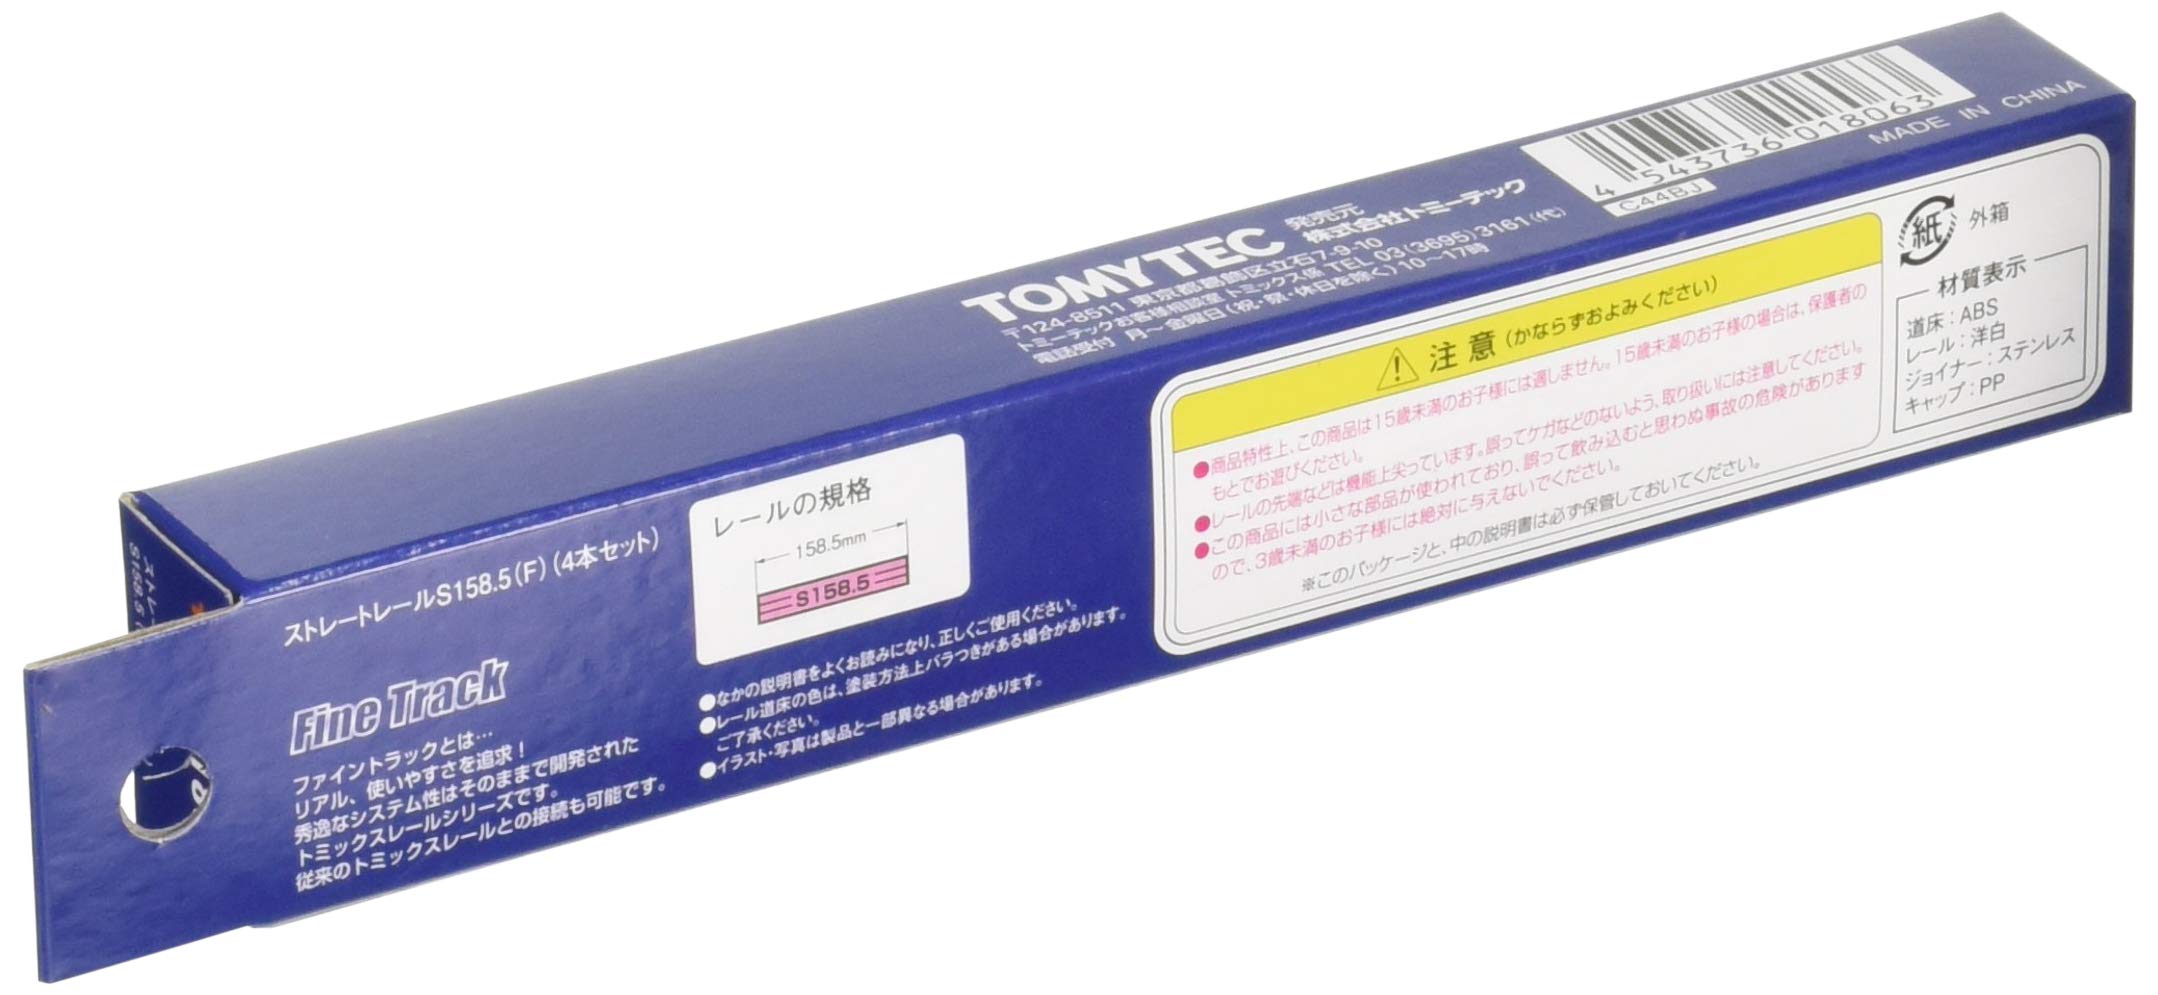 4 543736 018063
C44BJ
MADE IN CHINA
TOMYTEC 発売元
株式会社トミーテック
〒124-8511 東京都葛飾区立石7-9-10
トミーテックお客様相談室 トミックス係 TEL 03(3695)3161(代)
電話受付 月～金曜日(祝・祭・休日を除く)10～17時
ストレートレールS158.5(F)(4本セット)
Fine Track
ファイントラックとは…
リアル、使いやすさを追求!
秀逸なシステム性はそのままで開発された
トミックスレールシリーズです。
従来のトミックスレールとの接続も可能です。
レールの規格
158.5mm
S158.5
●なかの説明書をよくお読みになり、正しくご使用ください。
●レール道床の色は、塗装方法上バラつきがある場合があります。
ご了承ください。
●イラスト・写真は製品と一部異なる場合があります。
注意(かならずおよみください)
●商品特性上、この商品は15歳未満のお子様には適しません。15歳未満のお子様の場合は、保護者の
もとでお遊びください。
●レールの先端などは機能上尖っています。誤ってケガなどのないよう、取り扱いには注意してください。
●この商品には小さな部品が使われており、誤って飲み込むと思わぬ事故の危険があります
ので、3歳未満のお子様には絶対に与えないでください。
※このパッケージと、中の説明書は必ず保管しておいてください。
紙 外箱
材質表示
道床：ABS
レール：洋白
ジョイナー：ステンレス
キャップ：PP